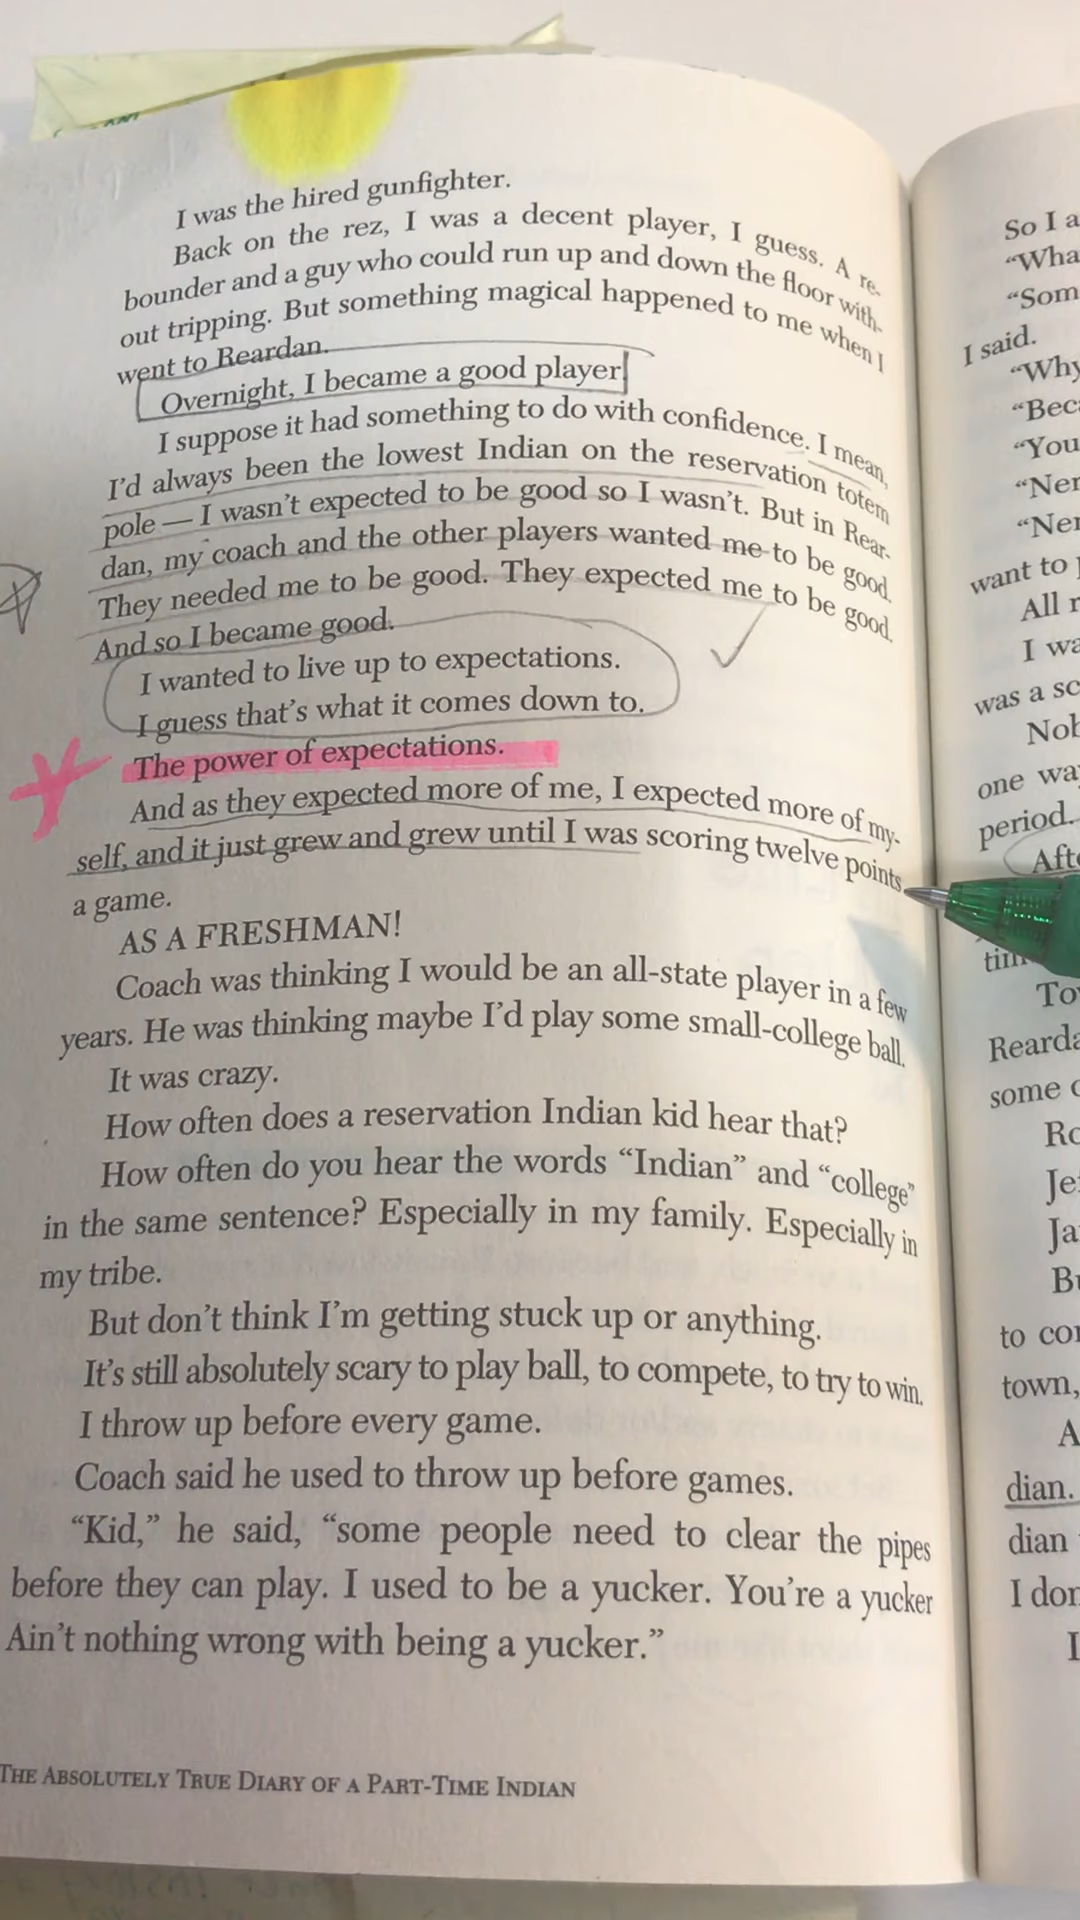 I was the hired gunfighter.
Back on the rez, I was a decent player, I guess. A re-
bounder and a guy who could run up and down the floor with-
out tripping. But something magical happened to me when I
went to Reardan.
Overnight, I became a good player
I suppose it had something to do with confidence. I mean,
I'd always been the lowest Indian on the reservation totem
pole — I wasn't expected to be good so I wasn't. But in Rear-
dan, my coach and the other players wanted me to be good.
They needed me to be good. They expected me to be good.
And so I became good.
I wanted to live up to expectations.
I guess that's what it comes down to.
The power of expectations.
And as they expected more of me, I expected more of my-
self, and it just grew and grew until I was scoring twelve points
a game.
AS A FRESHMAN!
Coach was thinking I would be an all-state player in a few
years. He was thinking maybe I'd play some small-college ball.
It was crazy.
How often does a reservation Indian kid hear that?
How often do you hear the words “Indian” and “college”
in the same sentence? Especially in my family. Especially in
my tribe.
But don't think I'm getting stuck up or anything.
It's still absolutely scary to play ball, to compete, to try to win.
I throw up before every game.
Coach said he used to throw up before games.
“Kid,” he said, “some people need to clear the pipes
before they can play. I used to be a yucker. You're a yucker
Ain't nothing wrong with being a yucker.”
THE ABSOLUTELY TRUE DIARY OF A PART-TIME INDIAN
So I a
“Wha
“Som
I said.
“Why
“Beca
“You
“Ner
“Ner
want to
All r
I wa
was a sc
Nob
one way
period.
Afte
tim
To
Rearda
some
Ro
Je
Ja
Bu
to con
town,
A
dian.
dian
I don
I